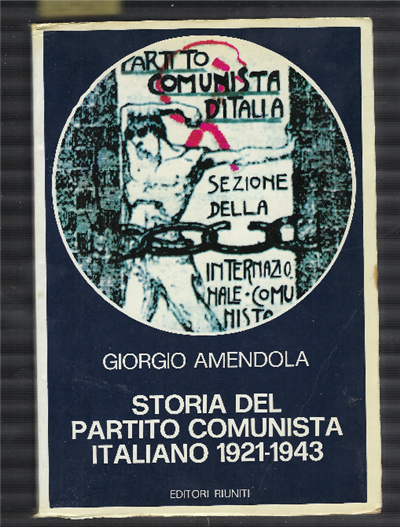 PARTITO
COMUNISTA
D'ITALIA
SEZIONE
DELLA
INTERNAZIO
NALE·COMU
NISTA
GIORGIO AMENDOLA
STORIA DEL
PARTITO COMUNISTA
ITALIANO 1921-1943
EDITORI RIUNITI